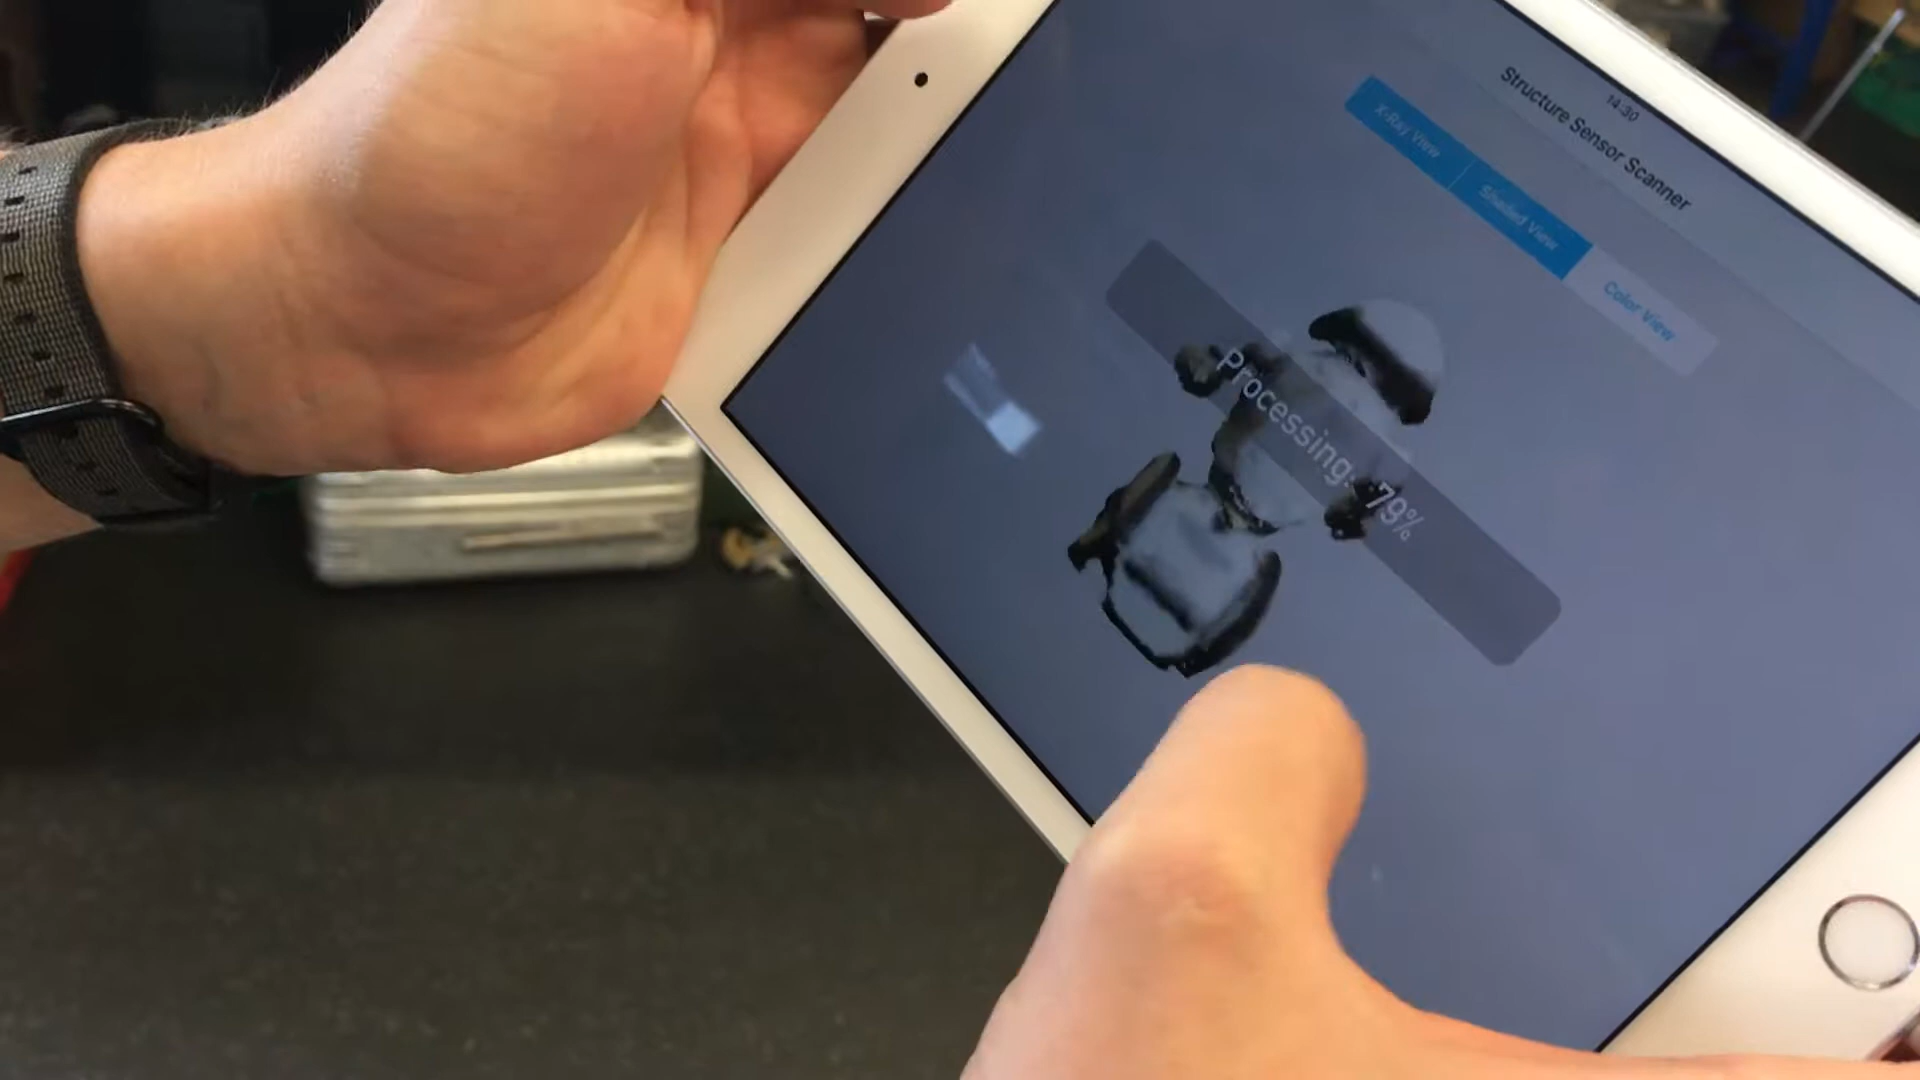 14:30
Structure Sensor Scanner
X-Ray View
Shaded View
Color View
Processing: 79%